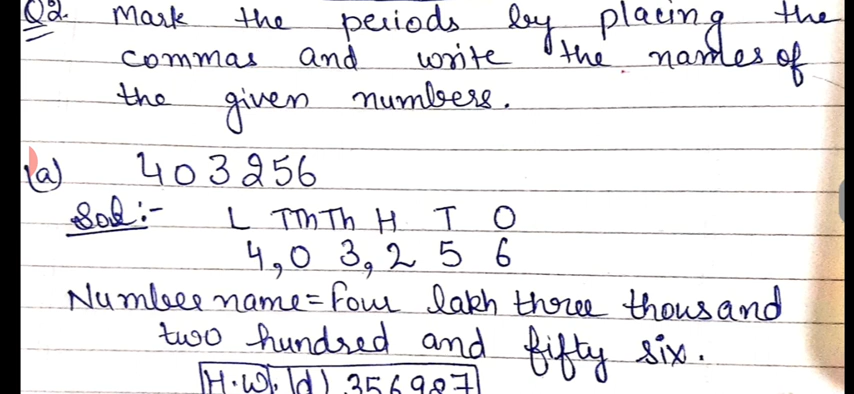 Q2. Mark the periods by placing the
commas and write the names of
the given numbers.
(a) 403256
Sol:- L TTh Th H T O
4,0 3,2 5 6
Number name = four lakh three thousand
two hundred and fifty six.
H.W. (d) 356987